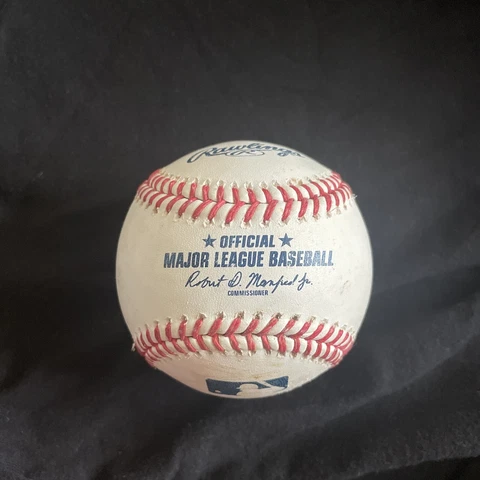 Rawlings
R
★ OFFICIAL ★
MAJOR LEAGUE BASEBALL
Robert D. Manfred Jr.
COMMISSIONER